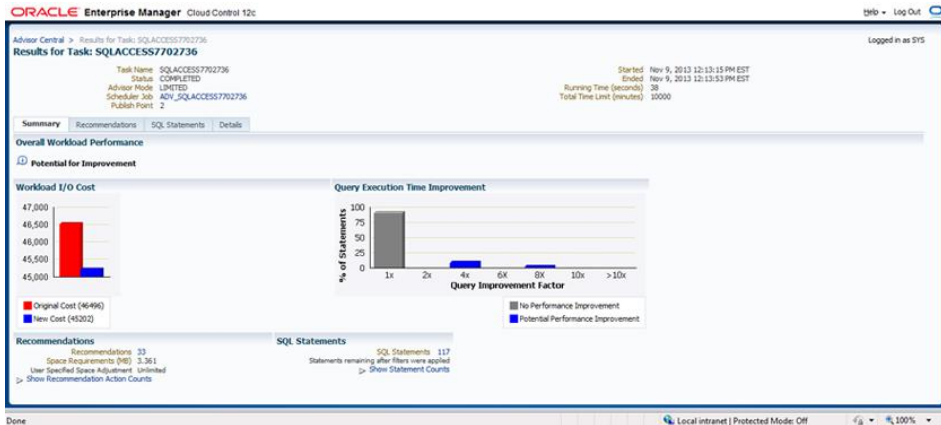 ORACLE Enterprise Manager Cloud Control 12c
Help Log Out
Advisor Central > Results for Task: SQLACCESS7702736
Logged in as SYS
Results for Task: SQLACCESS7702736
Task Name SQLACCESS7702736
Status COMPLETED
Advisor Mode LIMITED
Scheduler Job ADV_SQLACCESS7702736
Publish Point 2
Started Nov 9, 2013 12:13:15 PM EST
Ended Nov 9, 2013 12:13:53 PM EST
Running Time (seconds) 38
Total Time Limit (minutes) 10000
Summary Recommendations SQL Statements Details
Overall Workload Performance
Potential for Improvement
Workload I/O Cost
47,000
46,500
46,000
45,500
45,000
Original Cost (46496)
New Cost (45202)
Query Execution Time Improvement
% of Statements
100
75
50
25
0
1x 2x 4x 6X 8X 10x >10x
Query Improvement Factor
No Performance Improvement
Potential Performance Improvement
Recommendations
Recommendations 33
Space Requirements (MB) 3.361
User Specified Space Adjustment Unlimited
Show Recommendation Action Counts
SQL Statements
SQL Statements 117
Statements remaining after filters were applied
Show Statement Counts
Done
Local intranet | Protected Mode: Off
100%